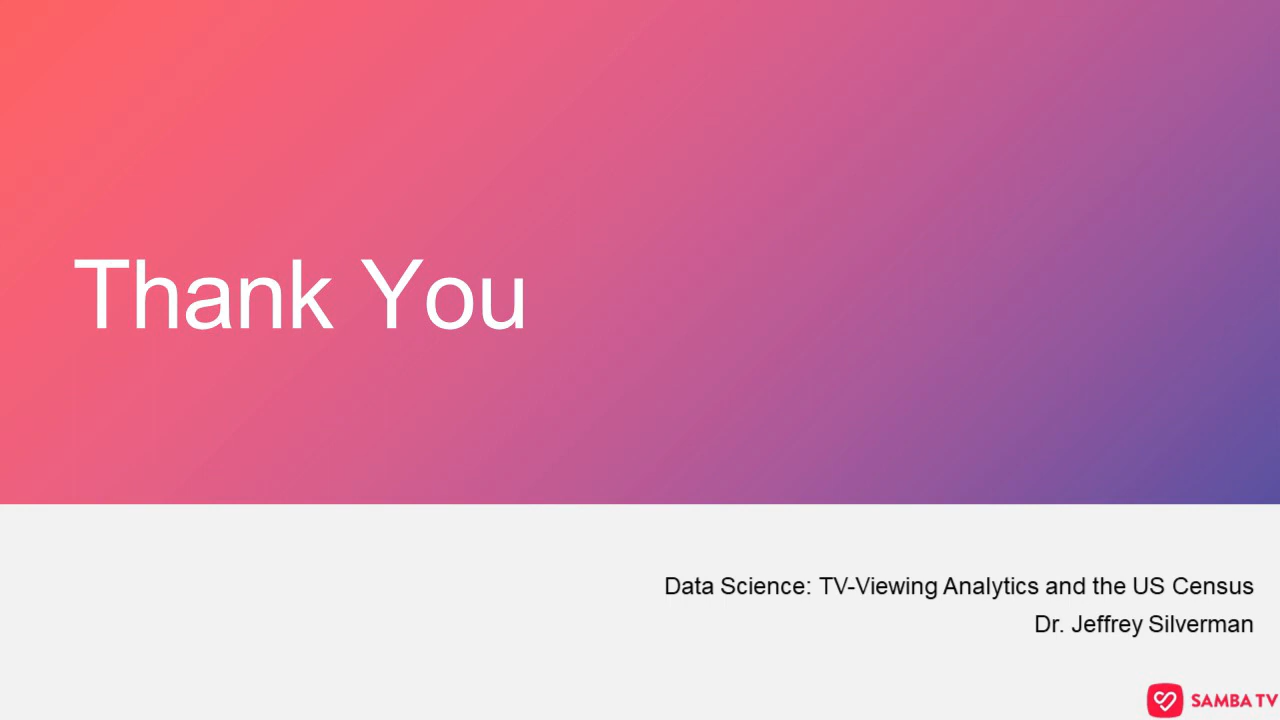 Thank You
Data Science: TV-Viewing Analytics and the US Census
Dr. Jeffrey Silverman
SAMBA TV